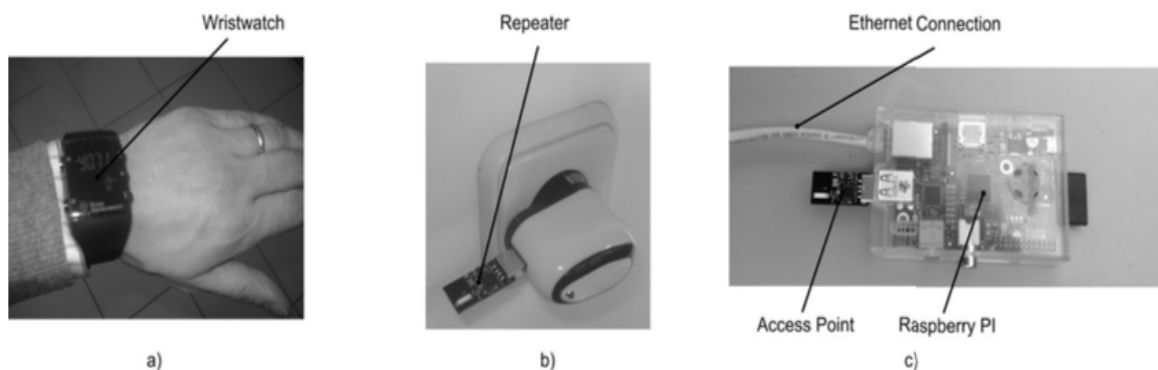 Wristwatch
Repeater
Ethernet Connection
Access Point
Raspberry PI
a)
b)
c)